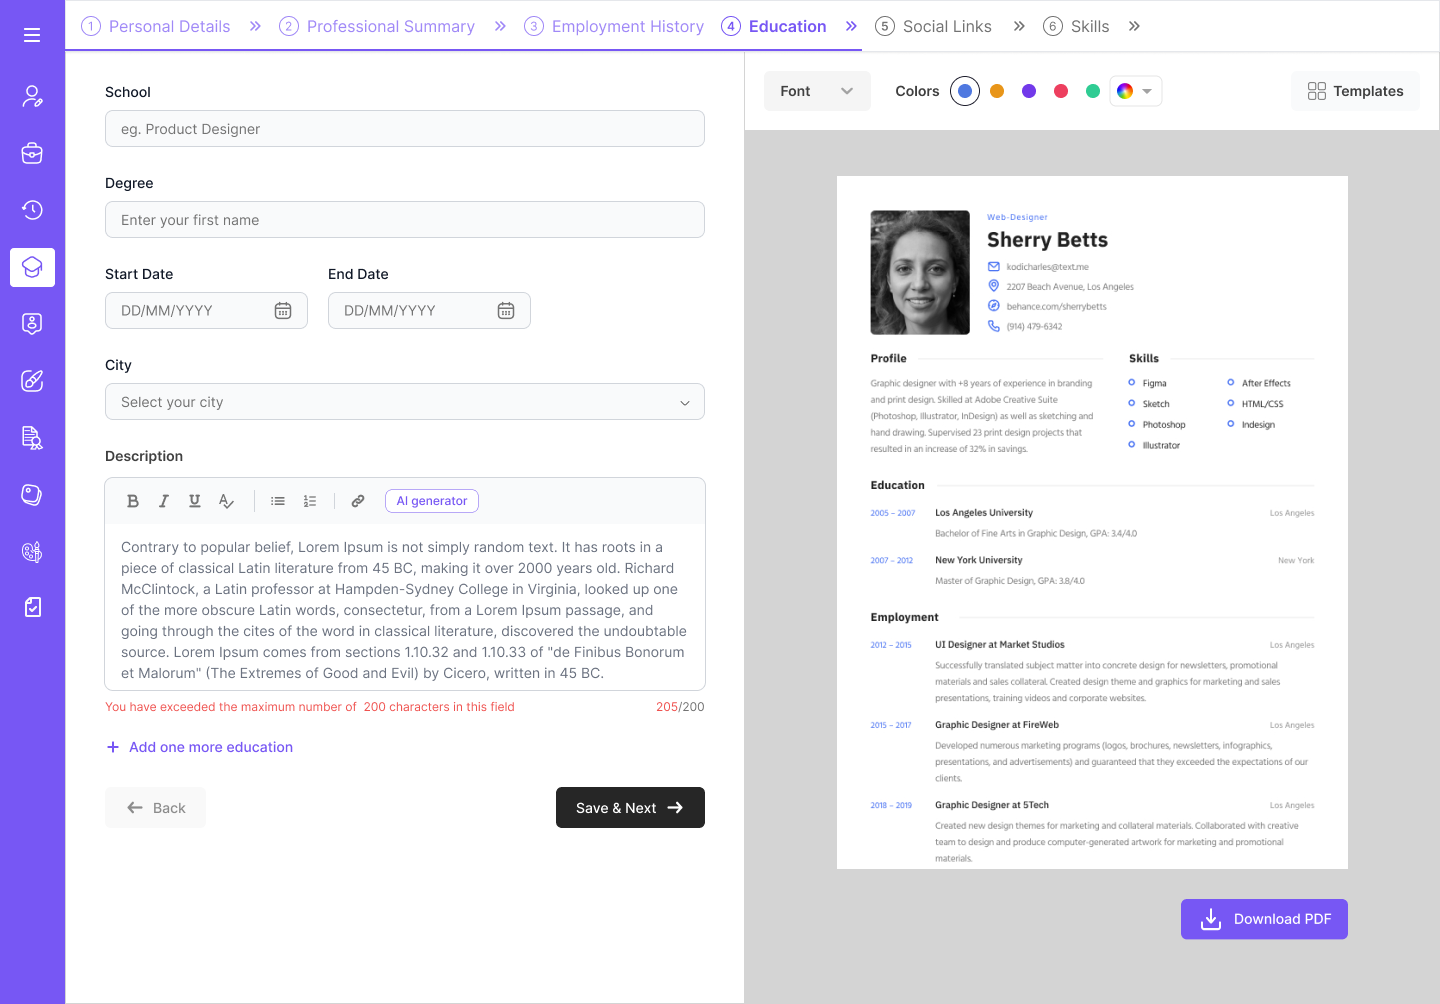 1 Personal Details
2 Professional Summary
3 Employment History
4 Education
5 Social Links
6 Skills
School
eg. Product Designer
Degree
Enter your first name
Start Date
End Date
DD/MM/YYYY
DD/MM/YYYY
City
Select your city
Description
B I U A
AI generator
Contrary to popular belief, Lorem Ipsum is not simply random text. It has roots in a
piece of classical Latin literature from 45 BC, making it over 2000 years old. Richard
McClintock, a Latin professor at Hampden-Sydney College in Virginia, looked up one
of the more obscure Latin words, consectetur, from a Lorem Ipsum passage, and
going through the cites of the word in classical literature, discovered the undoubtable
source. Lorem Ipsum comes from sections 1.10.32 and 1.10.33 of "de Finibus Bonorum
et Malorum" (The Extremes of Good and Evil) by Cicero, written in 45 BC.
You have exceeded the maximum number of 200 characters in this field
205/200
+ Add one more education
Back
Save & Next
Font
Colors
Templates
Web-Designer
Sherry Betts
kodicharles@text.me
2207 Beach Avenue, Los Angeles
behance.com/sherrybetts
(914) 479-6342
Profile
Graphic designer with +8 years of experience in branding
and print design. Skilled at Adobe Creative Suite
(Photoshop, Illustrator, InDesign) as well as sketching and
hand drawing. Supervised 23 print design projects that
resulted in an increase of 32% in savings.
Skills
Figma
After Effects
Sketch
HTML/CSS
Photoshop
Indesign
Illustrator
Education
2005 – 2007
Los Angeles University
Los Angeles
Bachelor of Fine Arts in Graphic Design, GPA: 3.4/4.0
2007 – 2012
New York University
New York
Master of Graphic Design, GPA: 3.8/4.0
Employment
2012 – 2015
UI Designer at Market Studios
Los Angeles
Successfully translated subject matter into concrete design for newsletters, promotional
materials and sales collateral. Created design theme and graphics for marketing and sales
presentations, training videos and corporate websites.
2015 – 2017
Graphic Designer at FireWeb
Los Angeles
Developed numerous marketing programs (logos, brochures, newsletters, infographics,
presentations, and advertisements) and guaranteed that they exceeded the expectations of our
clients.
2018 – 2019
Graphic Designer at 5Tech
Los Angeles
Created new design themes for marketing and collateral materials. Collaborated with creative
team to design and produce computer-generated artwork for marketing and promotional
materials.
Download PDF